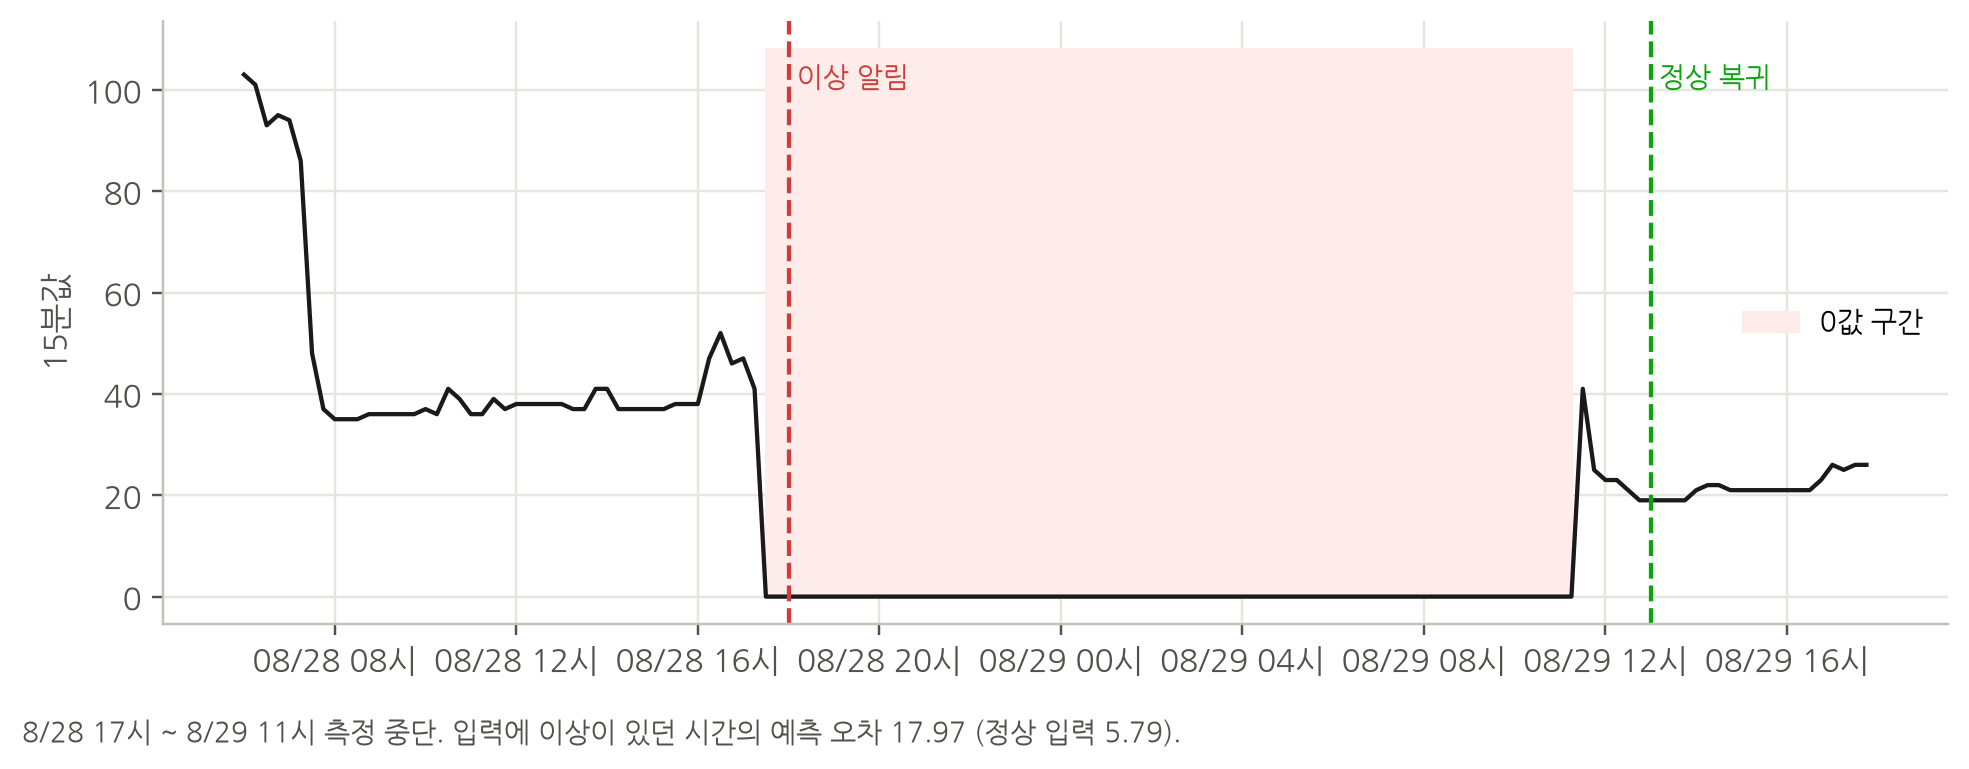 이상 알림
정상 복귀
100
80
60
40
20
0
15분값
0값 구간
08/28 08시 08/28 12시 08/28 16시 08/28 20시 08/29 00시 08/29 04시 08/29 08시 08/29 12시 08/29 16시
8/28 17시 ~ 8/29 11시 측정 중단. 입력에 이상이 있던 시간의 예측 오차 17.97 (정상 입력 5.79).